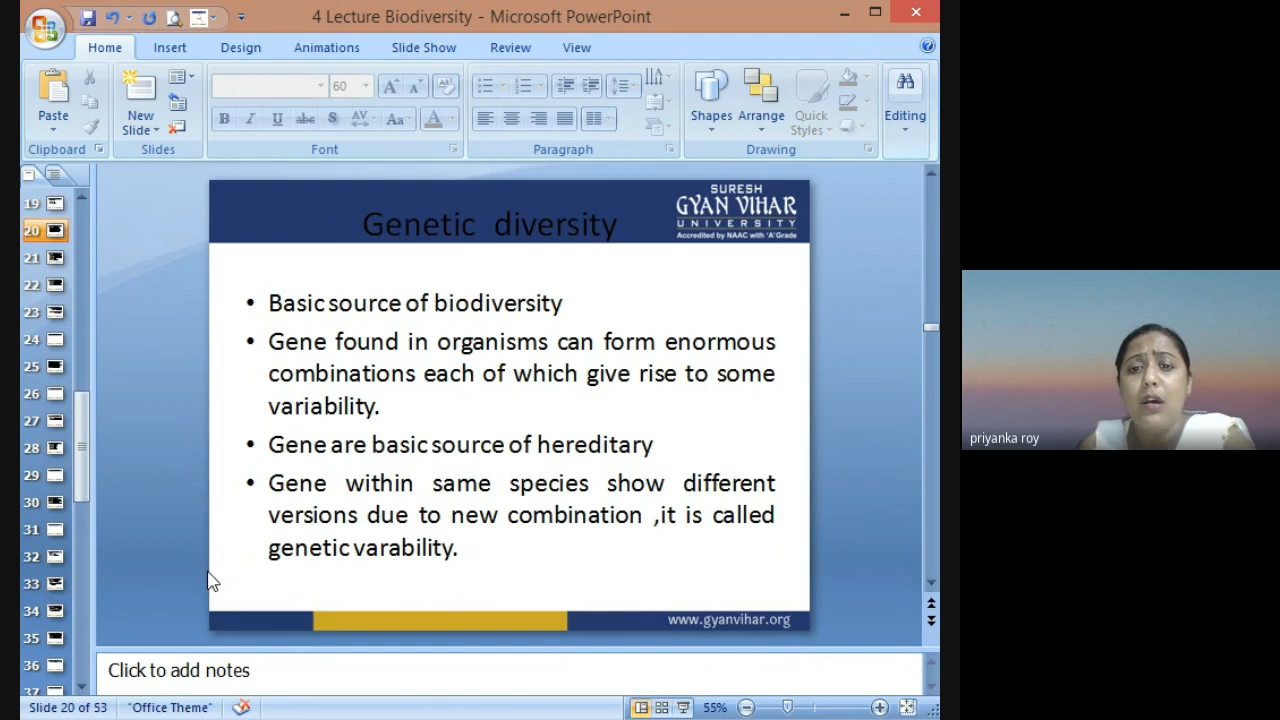 4 Lecture Biodiversity - Microsoft PowerPoint
Home Insert Design Animations Slide Show Review View
60
Paste
New
Slide
Shapes Arrange Quick
Styles
Editing
Clipboard Slides Font Paragraph Drawing
19
20
21
22
23
24
25
26
27
28
29
30
31
32
33
34
35
36
37
SURESH
GYAN VIHAR
UNIVERSITY
Accredited by NAAC with 'A' Grade
Genetic diversity
• Basic source of biodiversity
• Gene found in organisms can form enormous
combinations each of which give rise to some
variability.
• Gene are basic source of hereditary
• Gene within same species show different
versions due to new combination ,it is called
genetic varability.
www.gyanvihar.org
Click to add notes
Slide 20 of 53 "Office Theme" 55%
priyanka roy